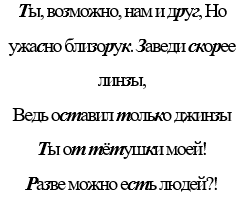 Ты, возможно, нам и друг, Но
ужасно близорук. Заведи скорее
линзы,
Ведь оставил только джинзы
Ты от тётушки моей!
Разве можно есть людей?!